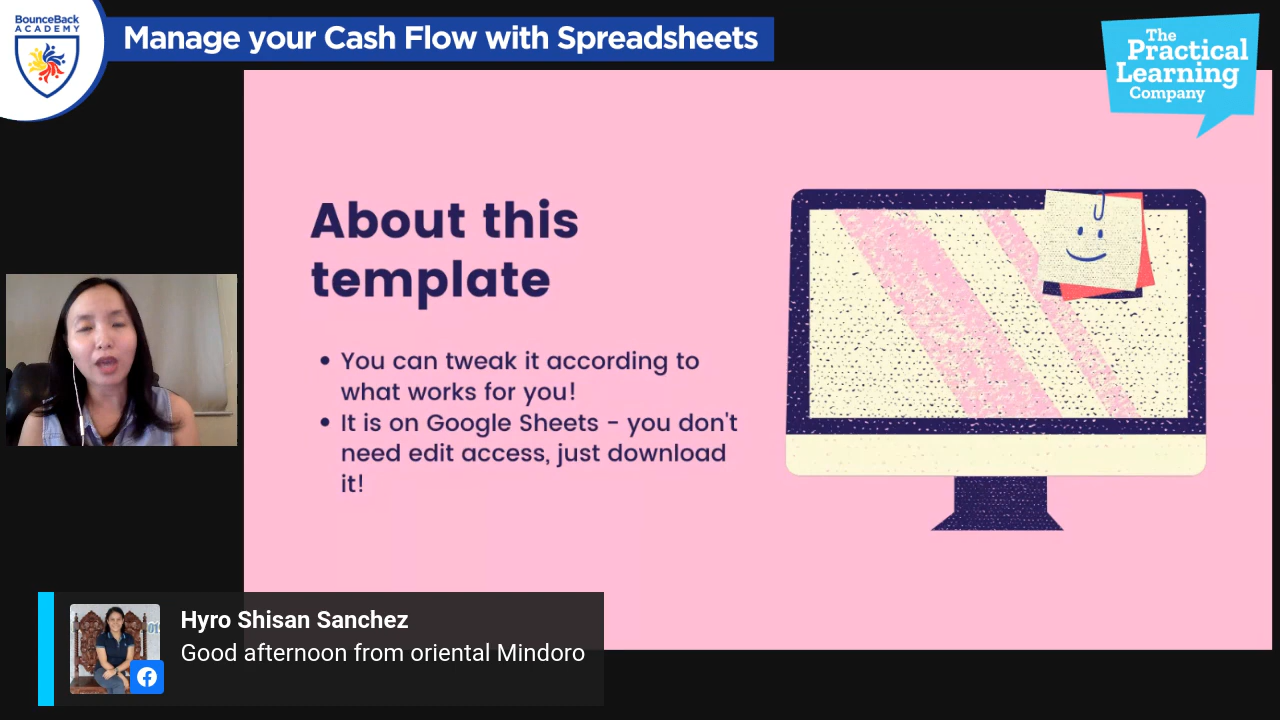 BounceBack
ACADEMY
Manage your Cash Flow with Spreadsheets
The
Practical
Learning
Company
About this
template
• You can tweak it according to
what works for you!
• It is on Google Sheets - you don't
need edit access, just download
it!
Hyro Shisan Sanchez
Good afternoon from oriental Mindoro